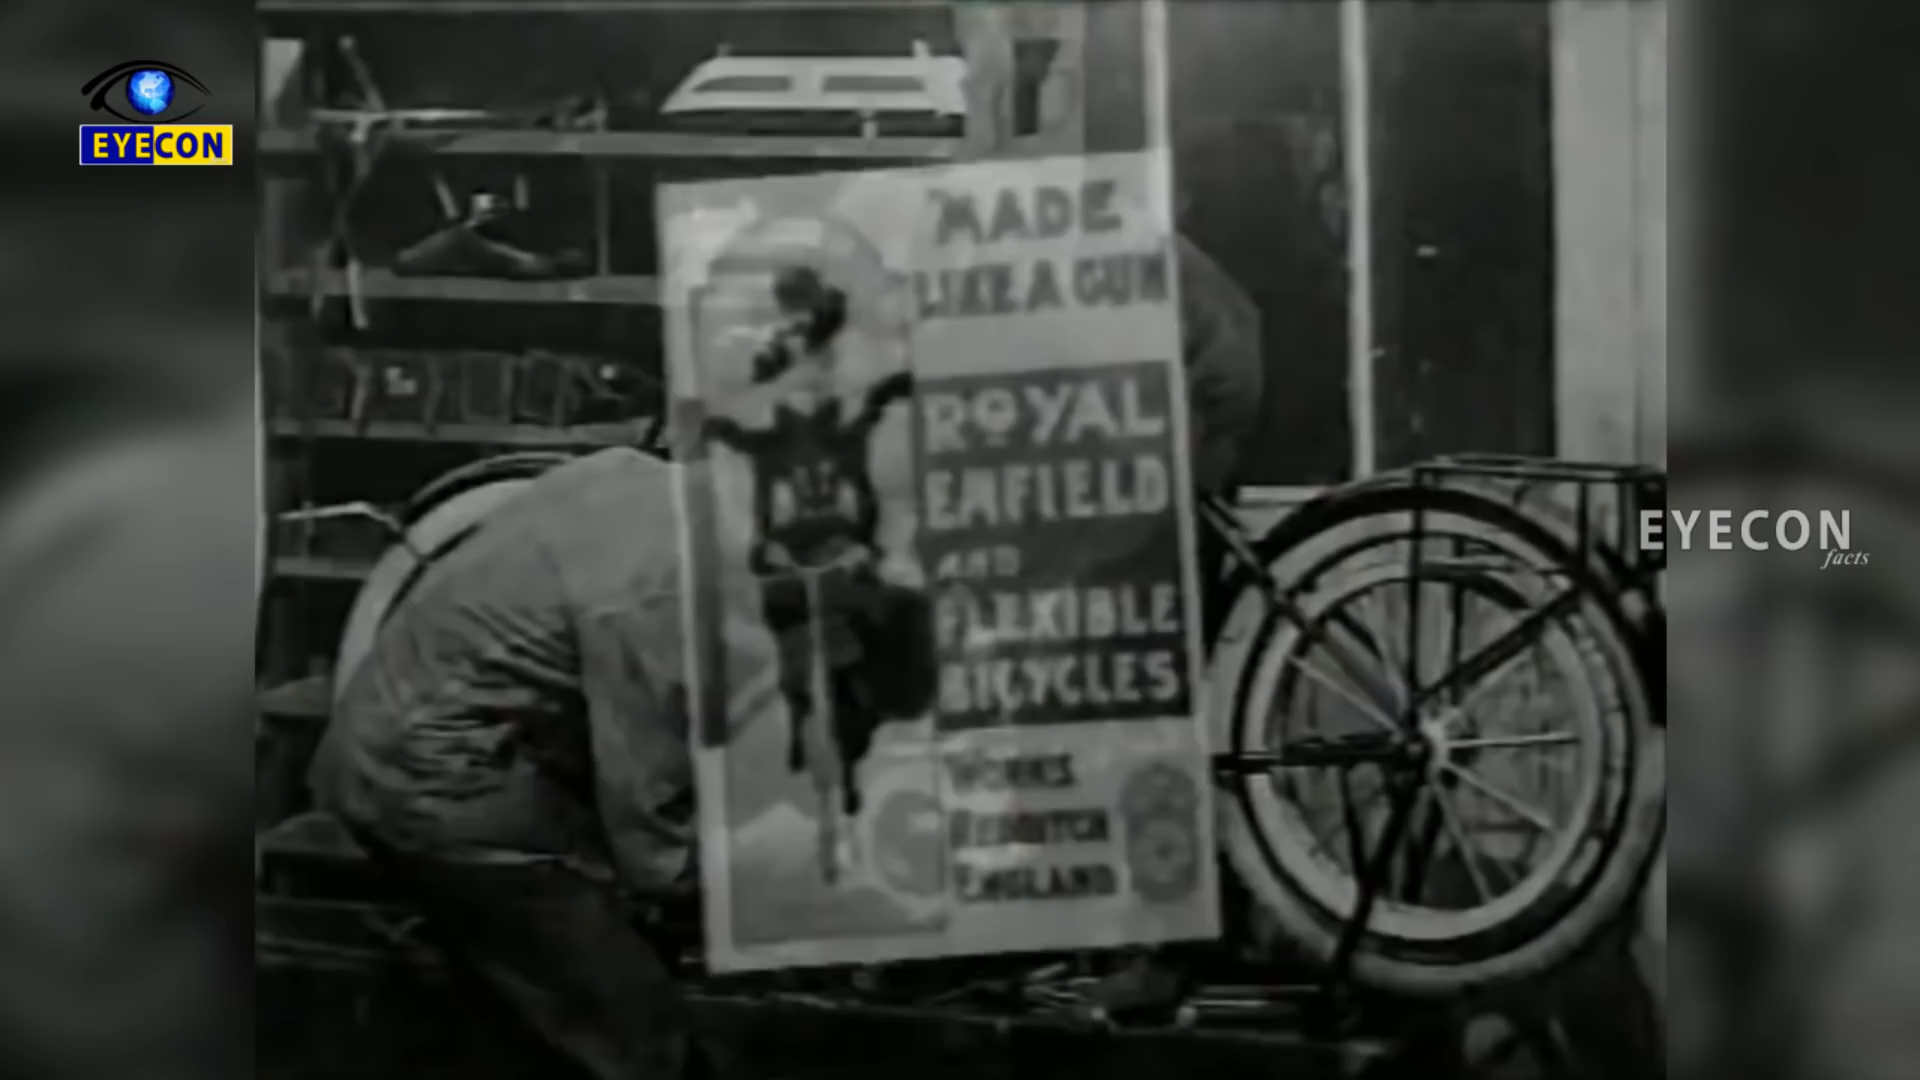 EYECON
MADE
LIKE A GUN
ROYAL
ENFIELD
AND
FLEXIBLE
BICYCLES
WORKS
REDDITCH
ENGLAND
EYECON
facts